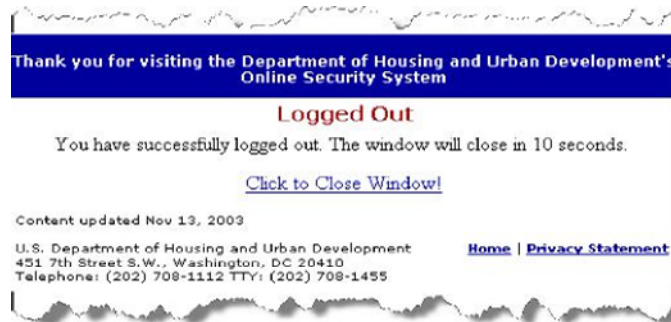 Thank you for visiting the Department of Housing and Urban Development's
Online Security System
Logged Out
You have successfully logged out. The window will close in 10 seconds.
Click to Close Window!
Content updated Nov 13, 2003
U.S. Department of Housing and Urban Development
451 7th Street S.W., Washington, DC 20410
Telephone: (202) 708-1112 TTY: (202) 708-1455
Home | Privacy Statement